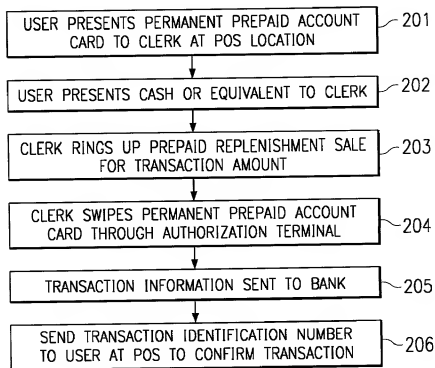 USER PRESENTS PERMANENT PREPAID ACCOUNT
CARD TO CLERK AT POS LOCATION
201
USER PRESENTS CASH OR EQUIVALENT TO CLERK
202
CLERK RINGS UP PREPAID REPLENISHMENT SALE
FOR TRANSACTION AMOUNT
203
CLERK SWIPES PERMANENT PREPAID ACCOUNT
CARD THROUGH AUTHORIZATION TERMINAL
204
TRANSACTION INFORMATION SENT TO BANK
205
SEND TRANSACTION IDENTIFICATION NUMBER
TO USER AT POS TO CONFIRM TRANSACTION
206